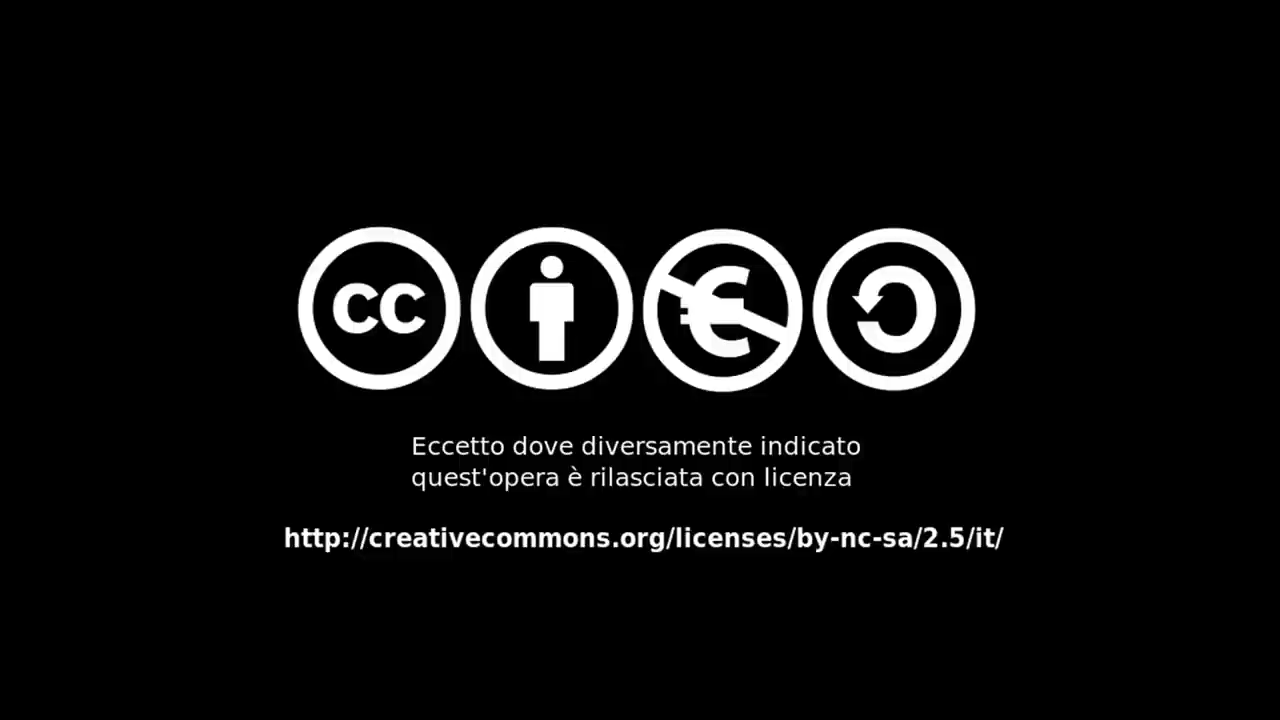 cc
Eccetto dove diversamente indicato
quest'opera è rilasciata con licenza
http://creativecommons.org/licenses/by-nc-sa/2.5/it/